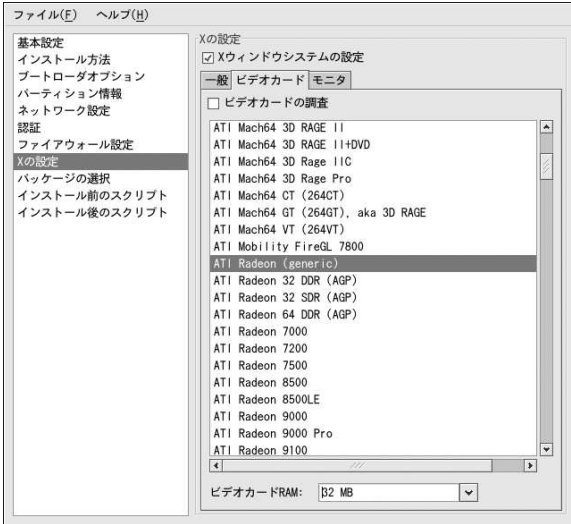 ファイル(F) ヘルプ(H)
基本設定
インストール方法
ブートローダオプション
パーティション情報
ネットワーク設定
認証
ファイアウォール設定
Xの設定
パッケージの選択
インストール前のスクリプト
インストール後のスクリプト
Xの設定
Xウィンドウシステムの設定
一般 ビデオカード モニタ
ビデオカードの調査
ATI Mach64 3D RAGE II
ATI Mach64 3D RAGE II+DVD
ATI Mach64 3D Rage IIC
ATI Mach64 3D Rage Pro
ATI Mach64 CT (264CT)
ATI Mach64 GT (264GT), aka 3D RAGE
ATI Mach64 VT (264VT)
ATI Mobility FireGL 7800
ATI Radeon (generic)
ATI Radeon 32 DDR (AGP)
ATI Radeon 32 SDR (AGP)
ATI Radeon 64 DDR (AGP)
ATI Radeon 7000
ATI Radeon 7200
ATI Radeon 7500
ATI Radeon 8500
ATI Radeon 8500LE
ATI Radeon 9000
ATI Radeon 9000 Pro
ATI Radeon 9100
ビデオカードRAM: 32 MB